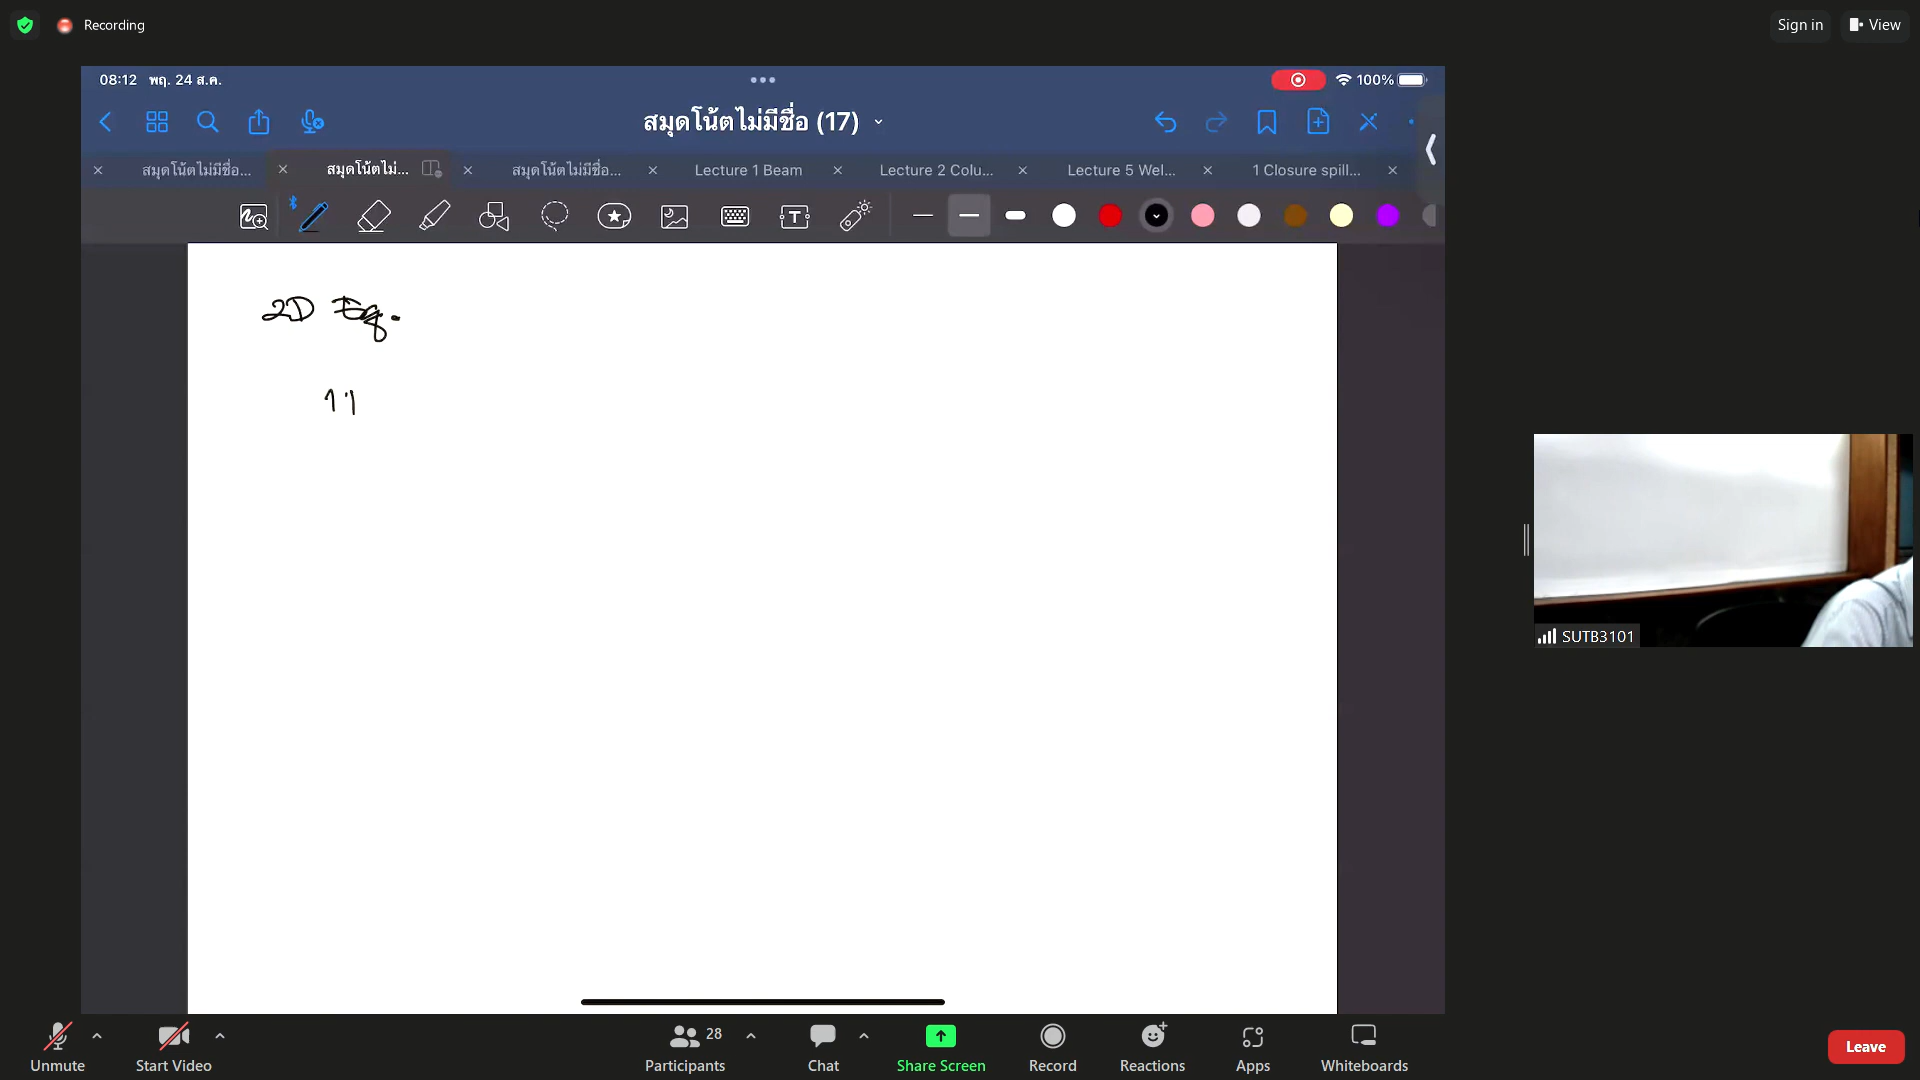 Recording
Sign in
View
08:12 พฤ. 24 ส.ค.
100%
สมุดโน้ตไม่มีชื่อ (17)
สมุดโน้ตไม่มีชื่อ...
สมุดโน้ตไม่...
สมุดโน้ตไม่มีชื่อ...
Lecture 1 Beam
Lecture 2 Colu...
Lecture 5 Wel...
1 Closure spill...
T
2D Eq.
SUTB3101
Unmute
Start Video
Participants
28
Chat
Share Screen
Record
Reactions
Apps
Whiteboards
Leave